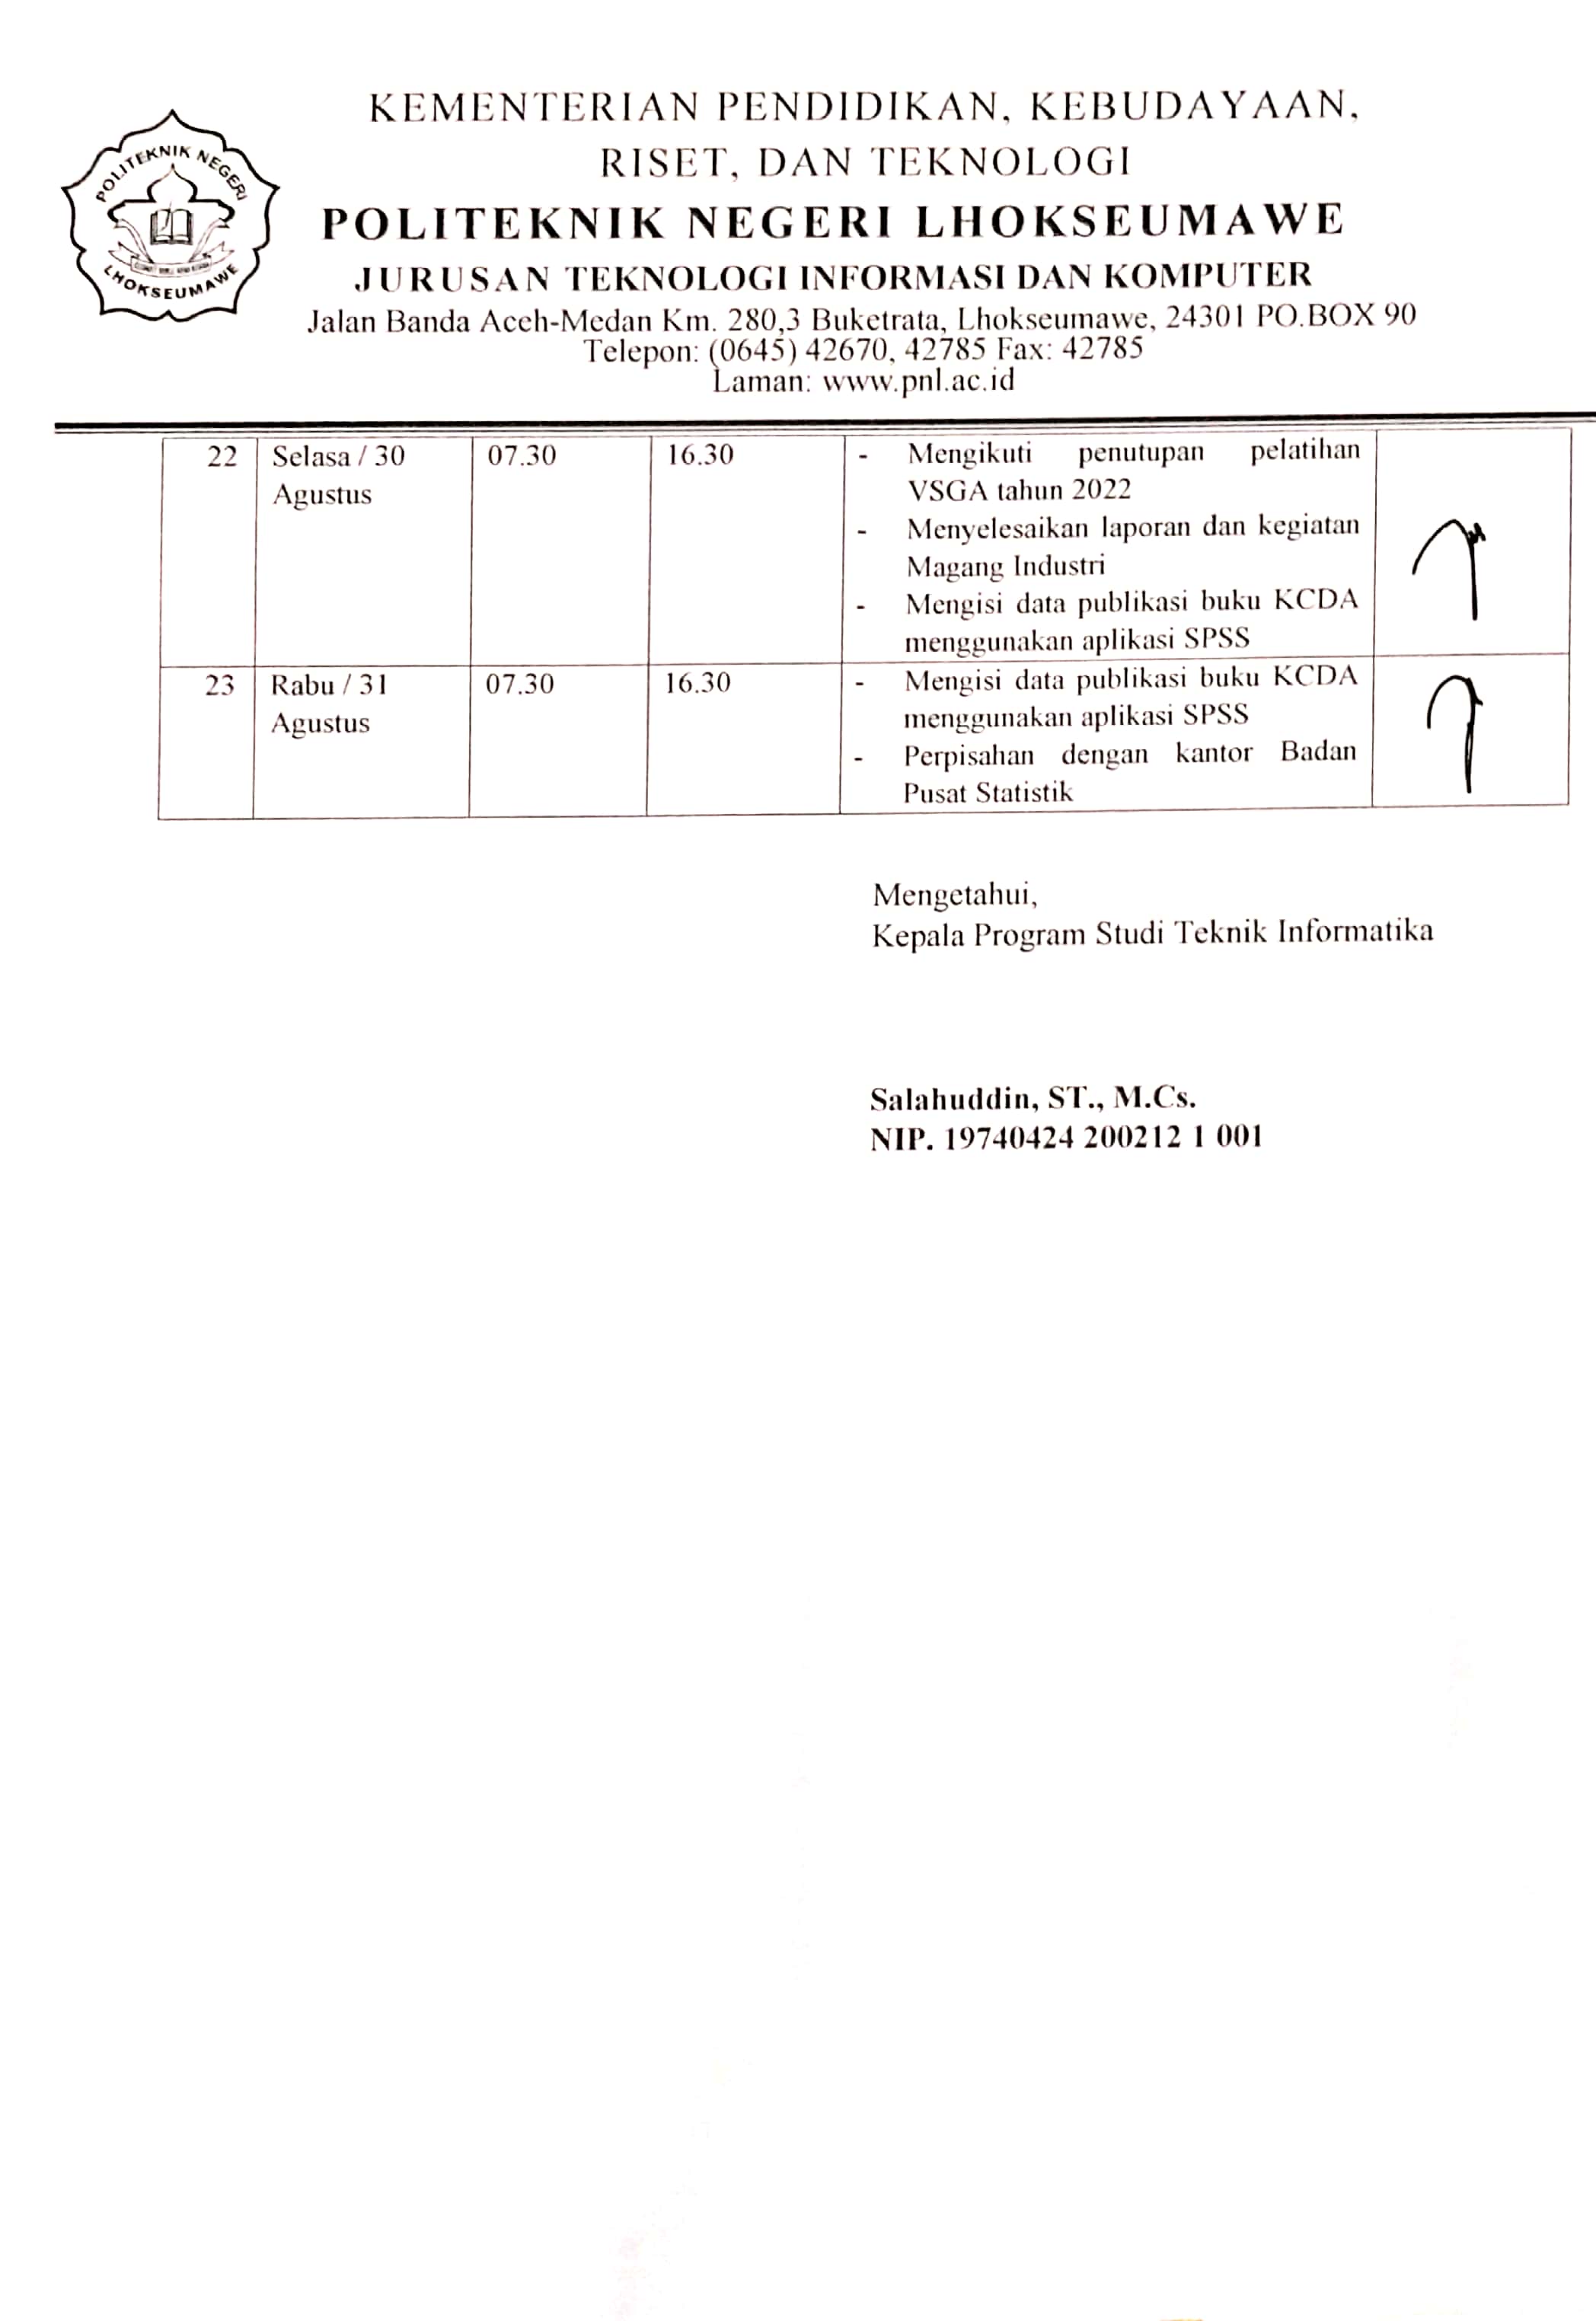 KEMENTERIAN PENDIDIKAN, KEBUDAYAAN,
RISET, DAN TEKNOLOGI
POLITEKNIK NEGERI LHOKSEUMAWE
JURUSAN TEKNOLOGI INFORMASI DAN KOMPUTER
Jalan Banda Aceh-Medan Km. 280,3 Buketrata, Lhokseumawe, 24301 PO.BOX 90
Telepon: (0645) 42670, 42785 Fax: 42785
Laman: www.pnl.ac.id
POLITEKNIK NEGERI
LHOKSEUMAWE
22 Selasa / 30 07.30 16.30 - Mengikuti penutupan pelatihan
Agustus VSGA tahun 2022
- Menyelesaikan laporan dan kegiatan
Magang Industri
- Mengisi data publikasi buku KCDA
menggunakan aplikasi SPSS
23 Rabu / 31 07.30 16.30 - Mengisi data publikasi buku KCDA
Agustus menggunakan aplikasi SPSS
- Perpisahan dengan kantor Badan
Pusat Statistik
Mengetahui,
Kepala Program Studi Teknik Informatika
Salahuddin, ST., M.Cs.
NIP. 19740424 200212 1 001